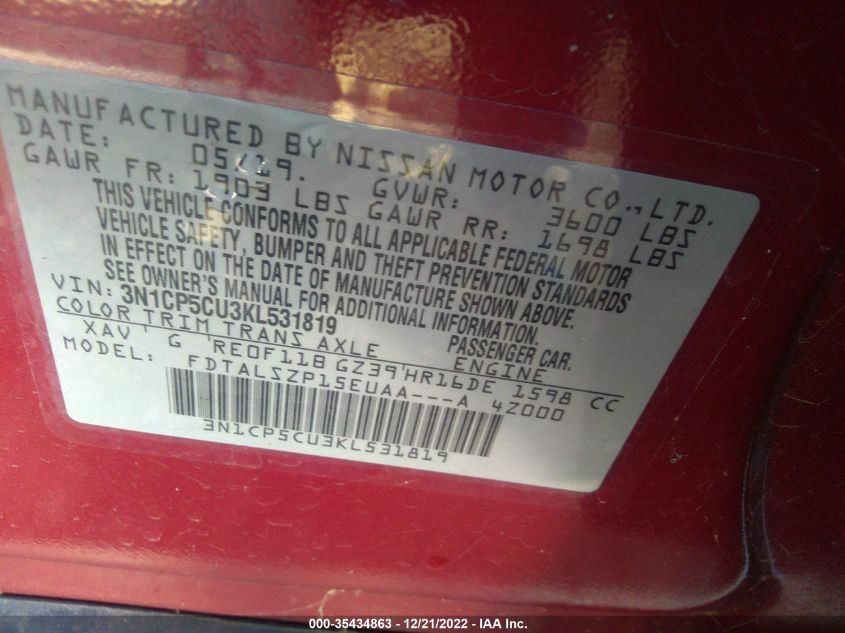 MANUFACTURED BY NISSAN MOTOR CO., LTD.
DATE: 05/19. GVWR: 3600 LBS
GAWR FR: 1903 LBS GAWR RR: 1698 LBS
THIS VEHICLE CONFORMS TO ALL APPLICABLE FEDERAL MOTOR
VEHICLE SAFETY, BUMPER AND THEFT PREVENTION STANDARDS
IN EFFECT ON THE DATE OF MANUFACTURE SHOWN ABOVE.
SEE OWNER'S MANUAL FOR ADDITIONAL INFORMATION.
VIN: 3N1CP5CU3KL531819 PASSENGER CAR.
COLOR TRIM TRANS AXLE ENGINE
XAV' G 'RE0F11B GZ39'HR16DE 1598 CC
MODEL: FDTALSZP15EUAA---A 4Z000
3N1CP5CU3KL531819
000-35434863 - 12/21/2022 - IAA Inc.